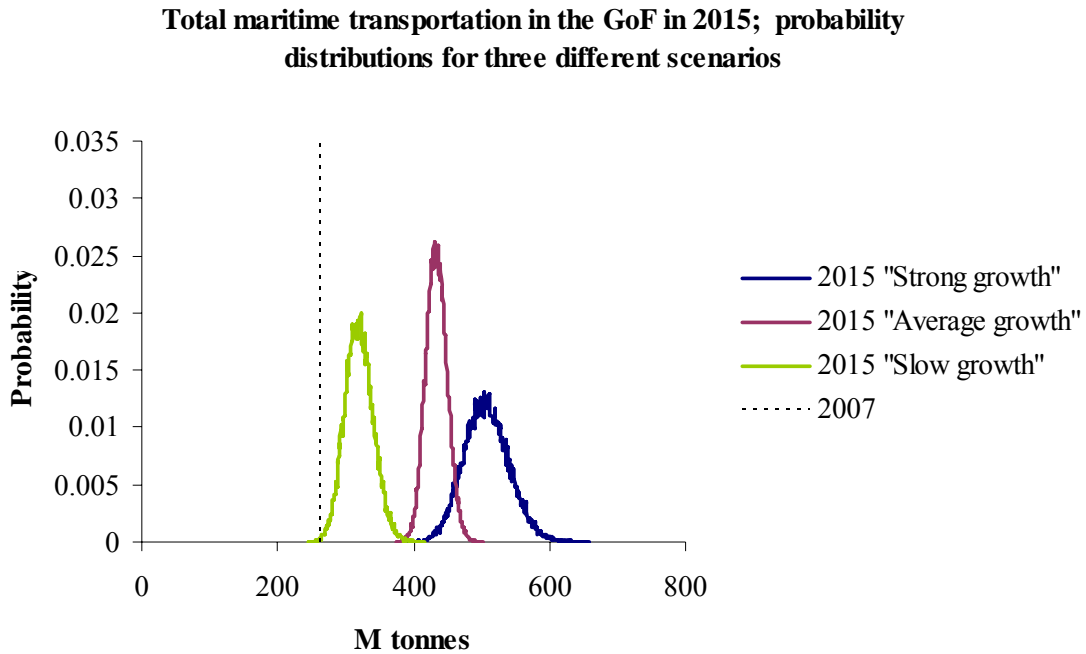 Total maritime transportation in the GoF in 2015; probability
distributions for three different scenarios
0.035
0.03
0.025
0.02
0.015
0.01
0.005
0
Probability
0
200
400
600
800
M tonnes
2015 "Strong growth"
2015 "Average growth"
2015 "Slow growth"
2007